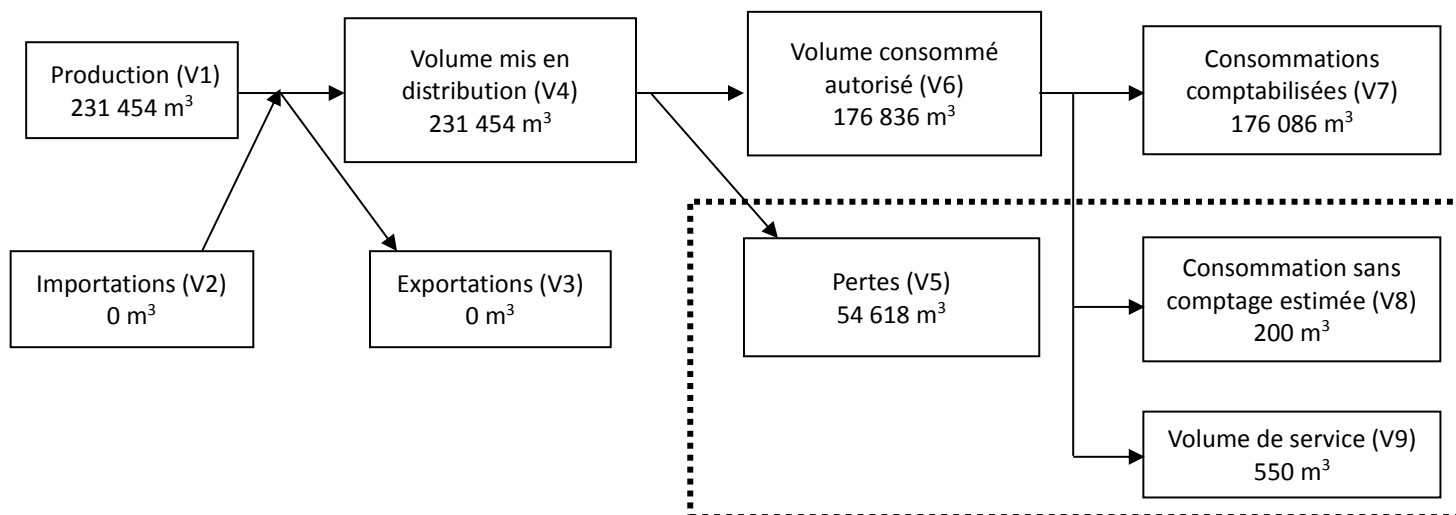 Production (V1)
231 454 m³
Volume mis en
distribution (V4)
231 454 m³
Volume consommé
autorisé (V6)
176 836 m³
Consommations
comptabilisées (V7)
176 086 m³
Importations (V2)
0 m³
Exportations (V3)
0 m³
Pertes (V5)
54 618 m³
Consommation sans
comptage estimée (V8)
200 m³
Volume de service (V9)
550 m³